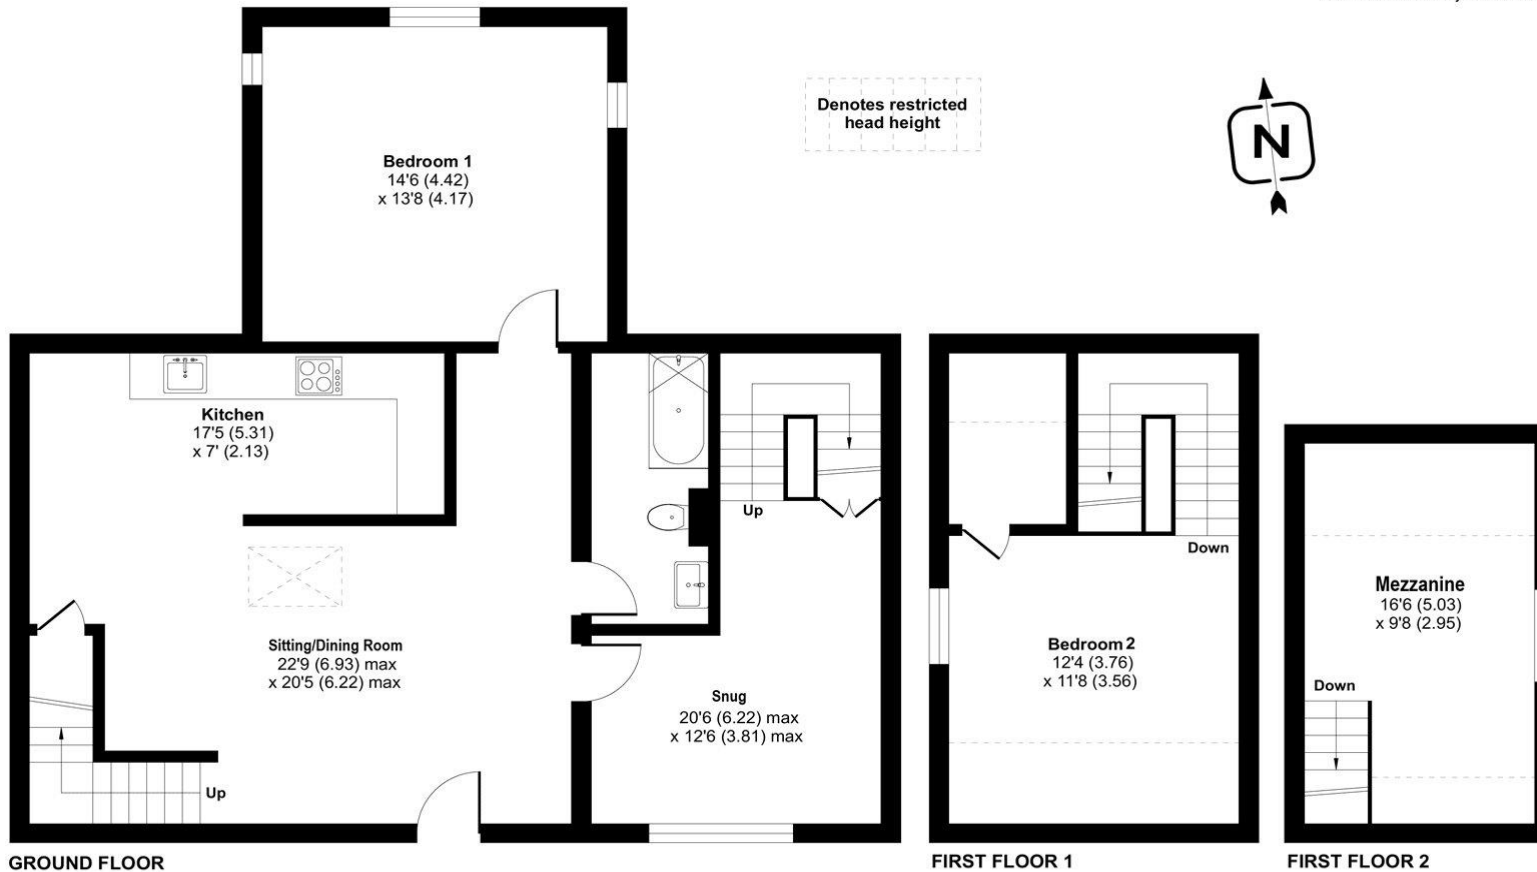 Denotes restricted
head height
N
Bedroom 1
14'6 (4.42)
x 13'8 (4.17)
Kitchen
17'5 (5.31)
x 7' (2.13)
Up
Down
Mezzanine
16'6 (5.03)
x 9'8 (2.95)
Sitting/Dining Room
22'9 (6.93) max
x 20'5 (6.22) max
Bedroom 2
12'4 (3.76)
x 11'8 (3.56)
Snug
20'6 (6.22) max
x 12'6 (3.81) max
Down
Up
GROUND FLOOR
FIRST FLOOR 1
FIRST FLOOR 2